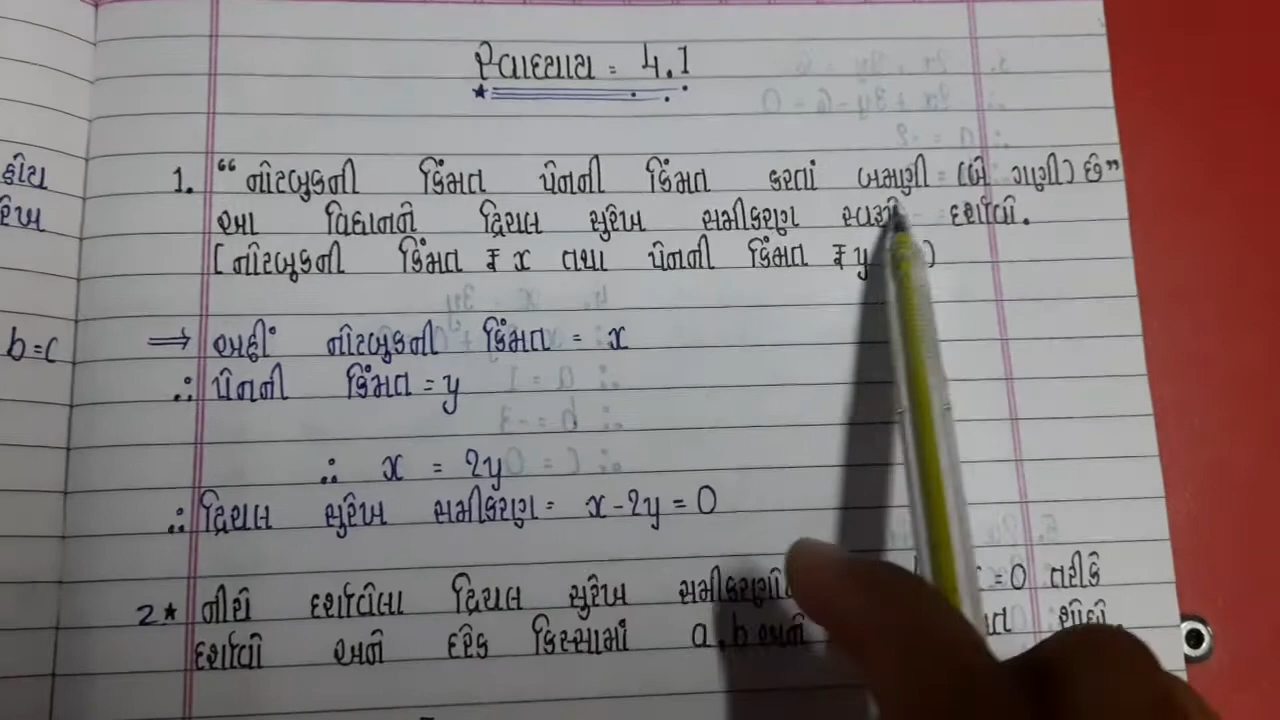 સ્વાધ્યાય = 4.1
1. “નોટબુકની કિંમત પેનની કિંમત કરતાં બમણી = (બે ગણી) છે”
આ વિધાનને દ્વિચલ સુરેખ સમીકરણ દર્શાવો.
[નોટબુકની કિંમત ₹ x તથા પેનની કિંમત ₹ y )
⇒ અહીં નોટબુકની કિંમત = x
∴ પેનની કિંમત = y
∴ x = 2y
∴ દ્વિચલ સુરેખ સમીકરણ = x - 2y = 0
2* નીચે દર્શાવેલા દ્વિચલ સુરેખ = 0 તરીકે
દર્શાવો અને દરેક કિસ્સામાં a, b અને શોધો.
b = c